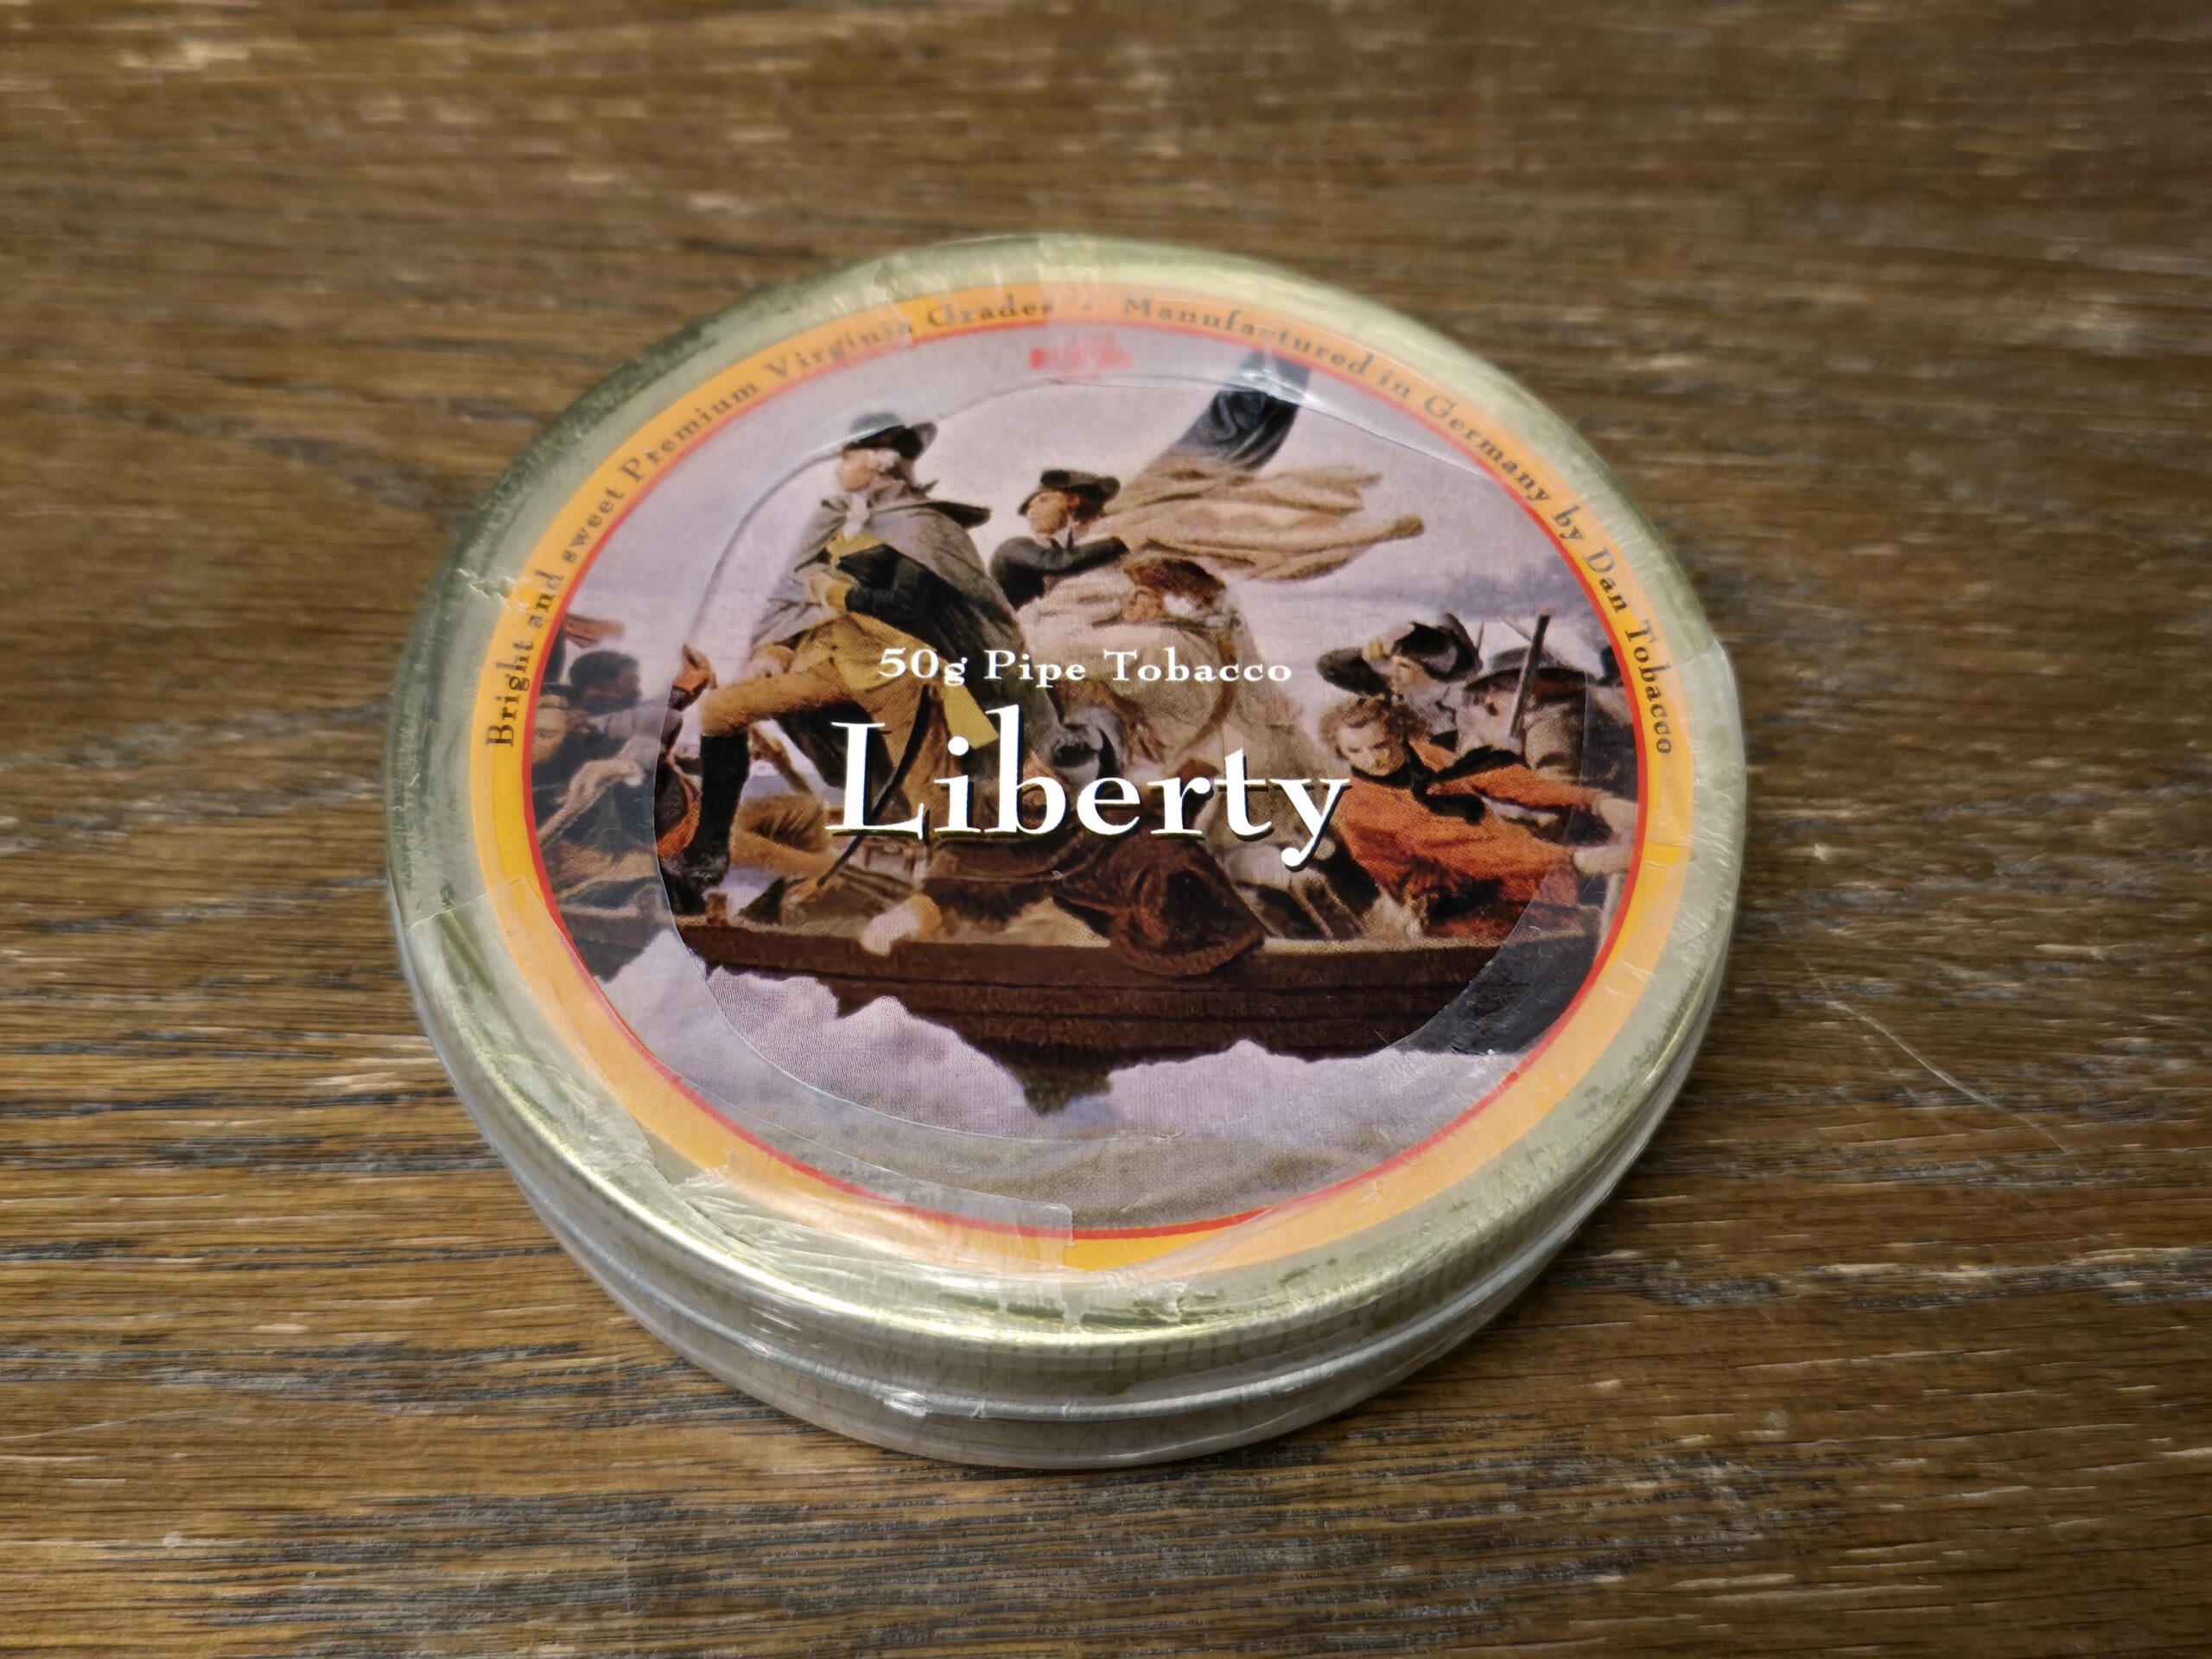 Bright and sweet Premium Virginia Grades · Manufactured in Germany by Dan Tobacco
50g Pipe Tobacco
Liberty